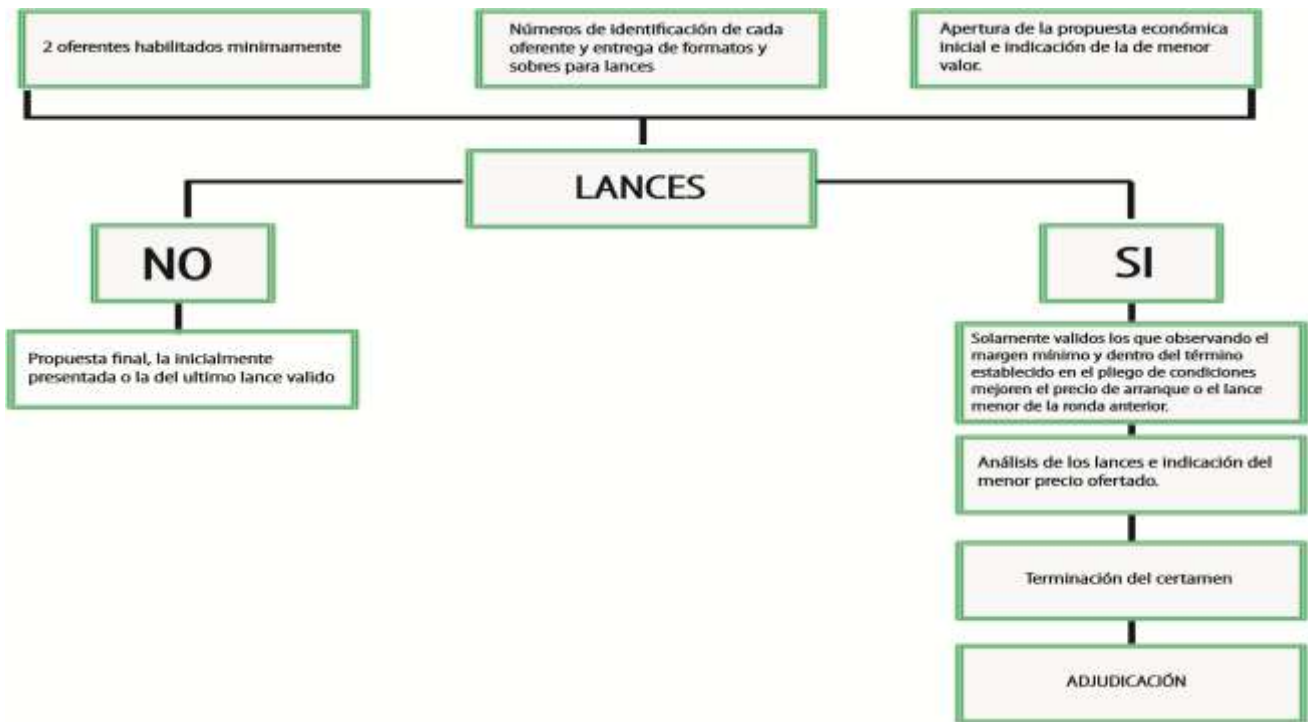 2 oferentes habilitados minimamente
Números de identificación de cada
oferente y entrega de formatos y
sobres para lances
Apertura de la propuesta económica
inicial e indicación de la de menor
valor.
LANCES
NO
SI
Propuesta final, la inicialmente
presentada o la del ultimo lance valido
Solamente validos los que observando el
margen mínimo y dentro del término
establecido en el pliego de condiciones
mejoren el precio de arranque o el lance
menor de la ronda anterior.
Análisis de los lances e indicación del
menor precio ofertado.
Terminación del certamen
ADJUDICACIÓN